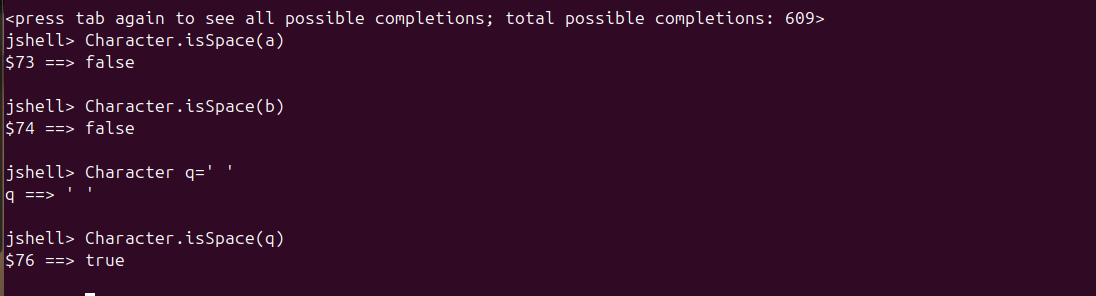 <press tab again to see all possible completions; total possible completions: 609>
jshell> Character.isSpace(a)
$73 ==> false
jshell> Character.isSpace(b)
$74 ==> false
jshell> Character q=' '
q ==> ' '
jshell> Character.isSpace(q)
$76 ==> true